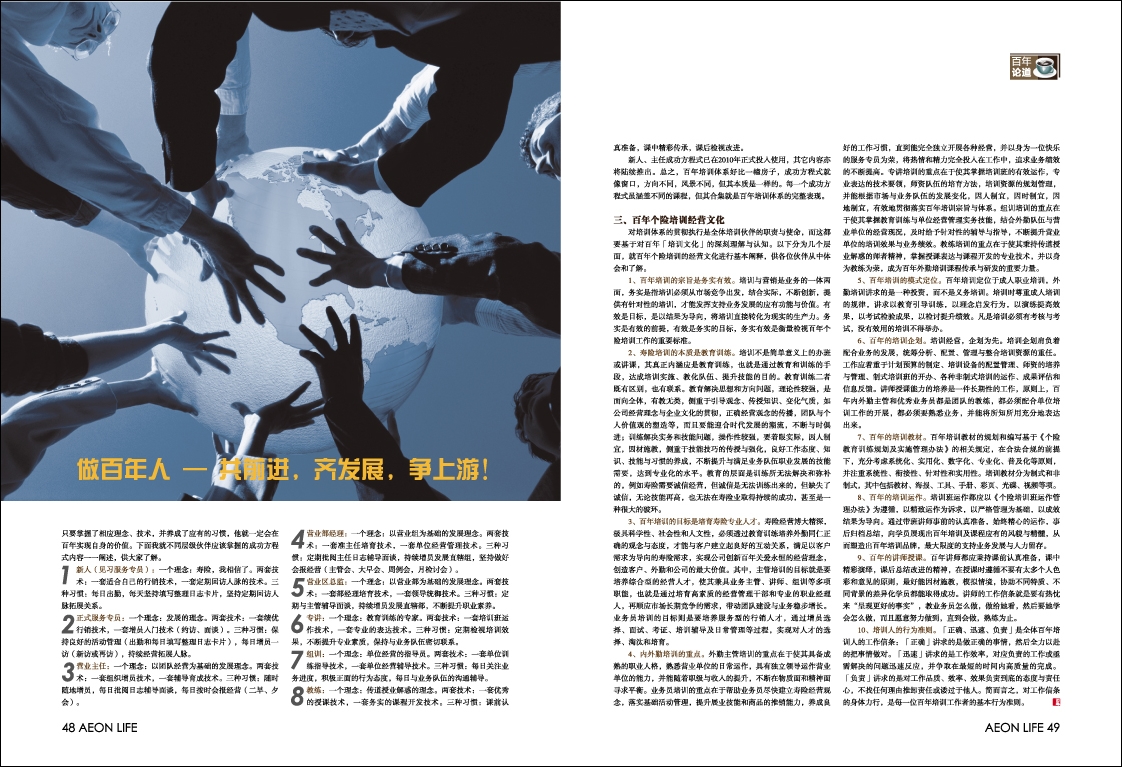 做百年人 — 共前进，齐发展，争上游！
只要掌握了相应理念、技术，并养成了应有的习惯，他就一定会在
百年实现自身的价值。下面我就不同层级伙伴应该掌握的成功方程
式内容一一阐述，供大家了解。
1 新人（见习服务专员）：一个理念：寿险，我相信了。两套技
术：一套适合自己的行销技术，一套定期回访人脉的技术。三
种习惯：每日出勤，每天坚持填写整理日志卡片，坚持定期回访人
脉拓展关系。
2 正式服务专员：一个理念：发展的理念。两套技术：一套绩优
行销技术，一套增员人门技术（约访、面谈）。三种习惯：保
持良好的活动管理（出勤和每日填写整理日志卡片），每日增员一
访（新访或再访），持续经营拓展人脉。
3 营业主任：一个理念：以团队经营为基础的发展理念。两套技
术：一套组织增员技术，一套辅导育成技术。三种习惯：随时
随地增员，每日批阅日志辅导面谈，每日按时会报经营（二早、夕
会）。
4 营业部经理：一个理念：以营业组为基础的发展理念。两套技
术：一套准主任培育技术，一套单位经营管理技术。三种习
惯：定期批阅主任日志辅导面谈，持续增员发展直辖组，坚持做好
会报经营（主管会、大早会、周例会，月检讨会）。
5 营业区总监：一个理念：以营业部为基础的发展理念。两套技
术：一套部经理培育技术，一套领导统御技术。三种习惯：定
期与主管辅导面谈，持续增员发展直辖部，不断提升职业素养。
6 专讲：一个理念：教育训练的专家。两套技术：一套培训班运
作技术，一套专业的表达技术。三种习惯：定期检视培训效
果，不断提升专业素质，保持与业务队伍密切联系。
7 组训：一个理念：单位经营的指导员。两套技术：一套单位训
练指导技术，一套单位经营辅导技术。三种习惯：每日关注业
务进度，积极正面的行为态度，每日与业务队伍的沟通辅导。
8 教练：一个理念：传道授业解惑的理念。两套技术：一套优秀
的授课技术，一套务实的课程开发技术。三种习惯：课前认
48 AEON LIFE
百年
论道
真准备，课中精彩传承，课后检视改进。
新人、主任成功方程式已在2010年正式投入使用，其它内容亦
将陆续推出。总之，百年培训体系好比一幢房子，成功方程式就
像窗口，方向不同，风景不同，但其本质是一样的。每一个成功方
程式虽涵盖不同的课程，但其合集就是百年培训体系的完整表现。
三、百年个险培训经营文化
对培训体系的贯彻执行是全体培训伙伴的职责与使命，而这都
要基于对百年「培训文化」的深刻理解与认知。以下分为几个层
面，就百年个险培训的经营文化进行基本阐释，供各位伙伴从中体
会和了解。
1、百年培训的宗旨是务实有效。培训与营销是业务的一体两
面，务实是指培训必须从市场竞争出发，结合实际，不断创新，提
供有针对性的培训，才能发挥支持业务发展的应有功能与价值。有
效是目标，是以结果为导向，将培训直接转化为现实的生产力。务
实是有效的前提，有效是务实的目标，务实有效是衡量检视百年个
险培训工作的重要标准。
2、寿险培训的本质是教育训练。培训不是简单意义上的办班
或讲课，其真正内涵应是教育训练，也就是通过教育和训练的手
段，达成培训实施、教化队伍、提升技能的目的。教育训练二者
既有区别，也有联系。教育解决思想和方向问题，理论性较强，是
面向全体，有教无类，侧重于引导观念、传授知识、变化气质，如
公司经营理念与企业文化的贯彻，正确经营观念的传播，团队与个
人价值观的塑造等，而且要能迎合时代发展的潮流，不断与时俱
进；训练解决实务和技能问题，操作性较强，要着眼实际，因人制
宜，因材施教，侧重于技能技巧的传授与强化，良好工作态度、知
识、技能与习惯的养成，不断提升与满足业务队伍职业发展的技能
需要，达到专业化的水平。教育的层面是训练所无法解决和弥补
的，例如寿险需要诚信经营，但诚信是无法训练出来的，但缺失了
诚信，无论技能再高，也无法在寿险业取得持续的成功，甚至是一
种很大的破坏。
3、百年培训的目标是培育寿险专业人才。寿险经营博大精深，
极具科学性、社会性和人文性，必须透过教育训练培养外勤同仁正
确的观念与态度，才能与客户建立起良好的互动关系，满足以客户
需求为导向的寿险需求，实现公司创新百年关爱永恒的经营理念，
创造客户、外勤和公司的最大价值。其中，主管培训的目标就是要
培养综合型的经营人才，使其兼具业务主管、讲师、组训等多项
职能，也就是通过培育高素质的经营管理干部和专业的职业经理
人，再顺应市场长期竞争的需求，带动团队建设与业务稳步增长。
业务员培训的目标则是要培养服务型的行销人才，通过增员选
择、面试、考证、培训辅导及日常管理等过程，实现对人才的选
择、淘汰和培育。
4、内外勤培训的重点。外勤主管培训的重点在于使其具备成
熟的职业人格，熟悉营业单位的日常运作，具有独立领导运作营业
单位的能力，并能随着职级与收入的提升，不断在物质面和精神面
寻求平衡。业务员培训的重点在于帮助业务员尽快建立寿险经营观
念，落实基础活动管理，提升展业技能和商品的推销能力，养成良
好的工作习惯，直到能完全独立开展各种经营，并以身为一位快乐
的服务专员为荣，将热情和精力完全投入在工作中，追求业务绩效
的不断提高。专讲培训的重点在于使其掌握培训班的有效运作，专
业表达的技术要领，师资队伍的培育方法，培训资源的规划管理，
并能根据市场与业务队伍的发展变化，因人制宜，因时制宜，因
地制宜，有效地贯彻落实百年培训宗旨与体系。组训培训的重点在
于使其掌握教育训练与单位经营管理实务技能，结合外勤队伍与营
业单位的经营现况，及时给予针对性的辅导与指导，不断提升营业
单位的培训效果与业务绩效。教练培训的重点在于使其秉持传道授
业解惑的师者精神，掌握授课表达与课程开发的专业技术，并以身
为教练为荣，成为百年外勤培训课程传承与研发的重要力量。
5、百年培训的模式定位。百年培训定位于成人职业培训，外
勤培训讲求的是一种投资，而不是义务培训。培训时尊重成人培训
的规律，讲求以教育引导训练，以理念启发行为，以演练提高效
果，以考试检验成果，以检讨提升绩效。凡是培训必须有考核与考
试，没有效用的培训不得举办。
6、百年的培训企划。培训经营，企划为先。培训企划肩负着
配合业务的发展，统筹分析、配置、管理与整合培训资源的重任。
工作应着重于计划预算的制定、培训设备的配置管理、师资的培养
与管理、制式培训班的开办、各种非制式培训的运作、成果评估和
信息反馈。讲师授课能力的培养是一件长期性的工作，原则上，百
年内外勤主管和优秀业务员都是团队的教练，都必须配合单位培
训工作的开展，都必须要熟悉业务，并能将所知所用充分地表达
出来。
7、百年的培训教材。百年培训教材的规划和编写基于《个险
教育训练规划及实施管理办法》的相关规定，在合法合规的前提
下，充分考虑系统化、实用化、数字化、专业化、普及化等原则，
并注重系统性、衔接性、针对性和实用性。培训教材分为制式和非
制式，其中包括教材、海报、工具、手册、彩页、光碟、视频等项。
8、百年的培训运作。培训班运作都应以《个险培训班运作管
理办法》为遵循，以精致运作为诉求，以严格管理为基础，以成效
结果为导向。通过带班讲师事前的认真准备，始终精心的运作，事
后归档总结，向学员展现出百年培训及课程应有的风貌与精髓，从
而塑造出百年培训品牌，最大限度的支持业务发展与人力留存。
9、百年的讲师授课。百年讲师都应秉持课前认真准备，课中
精彩演绎，课后总结改进的精神，在授课时遵循不要有太多个人色
彩和意见的原则，最好能因材施教，模拟情境，协助不同特质、不
同背景的差异化学员都能取得成功。讲师的工作信条就是要有热忱
来“呈现更好的事实”，教业务员怎么做，做给她看，然后要她学
会怎么做，而且愿意努力做到，直到会做，熟练为止。
10、培训人的行为准则。「正确、迅速、负责」是全体百年培
训人的工作信条：「正确」讲求的是做正确的事情，然后全力以赴
的把事情做对。「迅速」讲求的是工作效率，对应负责的工作或亟
需解决的问题迅速反应，并争取在最短的时间内高质量的完成。
「负责」讲求的是对工作品质、效率、效果负责到底的态度与责任
心，不找任何理由推卸责任或诿过于他人。简而言之，对工作信条
的身体力行，是每一位百年培训工作者的基本行为准则。
AEON LIFE 49